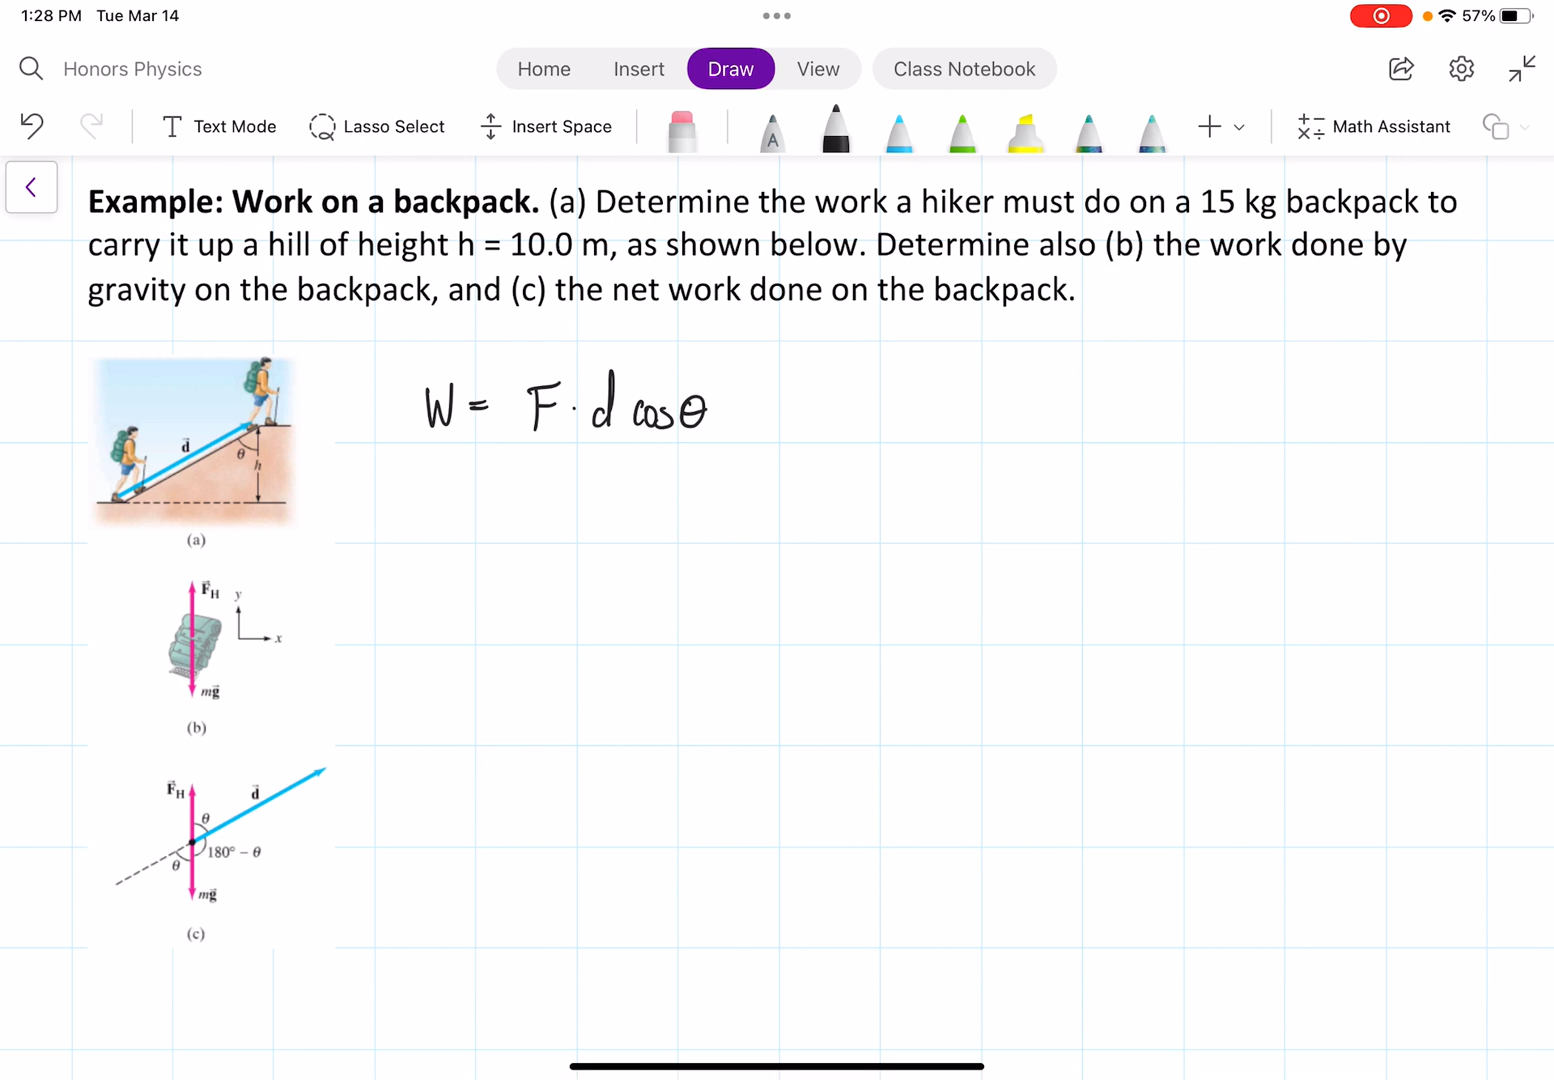 1:28 PM Tue Mar 14
57%
Honors Physics
Home Insert Draw View Class Notebook
T Text Mode Lasso Select Insert Space A Math Assistant
Example: Work on a backpack. (a) Determine the work a hiker must do on a 15 kg backpack to
carry it up a hill of height h = 10.0 m, as shown below. Determine also (b) the work done by
gravity on the backpack, and (c) the net work done on the backpack.
W = F · d cosθ
d⃗
θ
h
(a)
F⃗H y
x
mg⃗
(b)
F⃗H d⃗
θ
180° − θ
θ
mg⃗
(c)